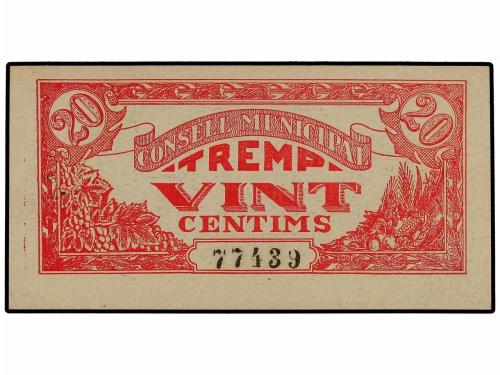 20 20
CONSELL MUNICIPAL
TREMP
VINT
CENTIMS
77439